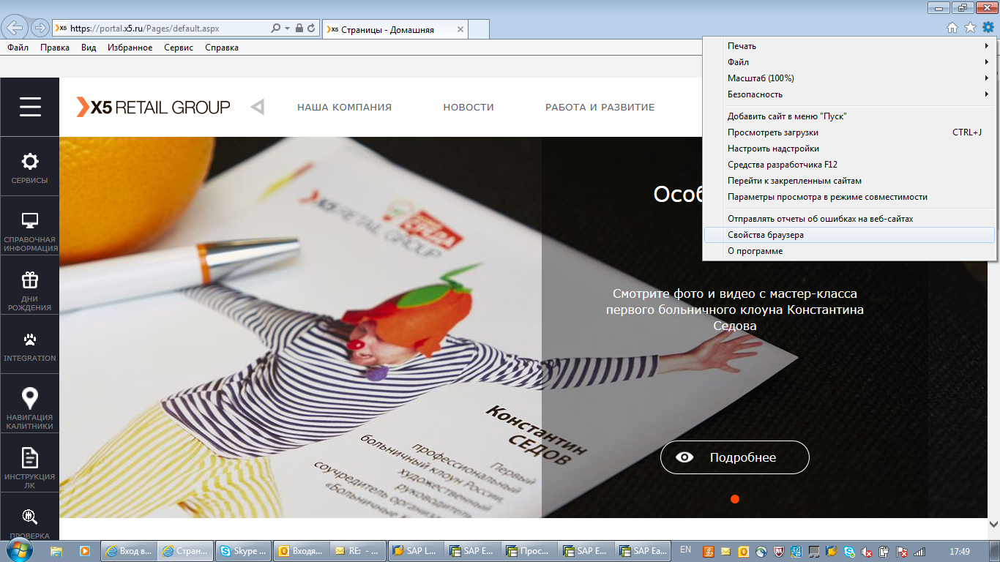 https://portal.x5.ru/Pages/default.aspx
X5 Страницы - Домашняя
Файл Правка Вид Избранное Сервис Справка
Печать
Файл
Масштаб (100%)
Безопасность
Добавить сайт в меню "Пуск"
Просмотреть загрузки CTRL+J
Настроить надстройки
Средства разработчика F12
Перейти к закрепленным сайтам
Параметры просмотра в режиме совместимости
Отправлять отчеты об ошибках на веб-сайтах
Свойства браузера
О программе
X5 RETAIL GROUP
НАША КОМПАНИЯ НОВОСТИ РАБОТА И РАЗВИТИЕ
СЕРВИСЫ
СПРАВОЧНАЯ
ИНФОРМАЦИЯ
ДНИ
РОЖДЕНИЯ
INTEGRATION
НАВИГАЦИЯ
КАЛИТНИКИ
ИНСТРУКЦИЯ
ЛК
ПРОВЕРКА
X5 RETAIL GROUP
СРЕДА
Особ
Смотрите фото и видео с мастер-класса
первого больничного клоуна Константина
Седова
Константин
СЕДОВ
Первый
профессиональный
больничный клоун России,
художественный
руководитель,
соучредитель организации
«Больничные
Подробнее
Вход в... Стран... Skype ... Входя... RE: - ... SAP L... SAP E... Прос... SAP E... SAP Ea... EN 17:49